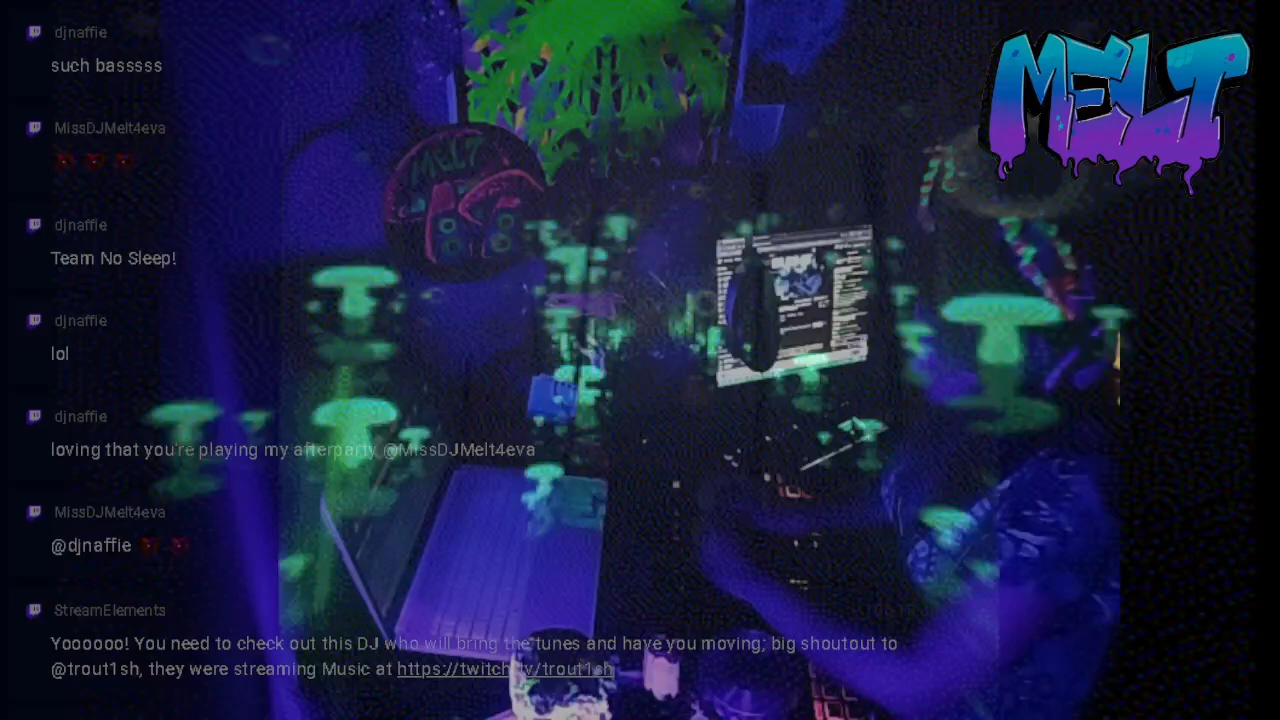 djnaffie
such basssss
MELT
MissDJMelt4eva
MELT
djnaffie
Team No Sleep!
djnaffie
lol
djnaffie
loving that you're playing my afterparty @MissDJMelt4eva
MissDJMelt4eva
@djnaffie
StreamElements
Yoooooo! You need to check out this DJ who will bring the tunes and have you moving; big shoutout to
@trout1sh, they were streaming Music at https://twitch.tv/trout1sh